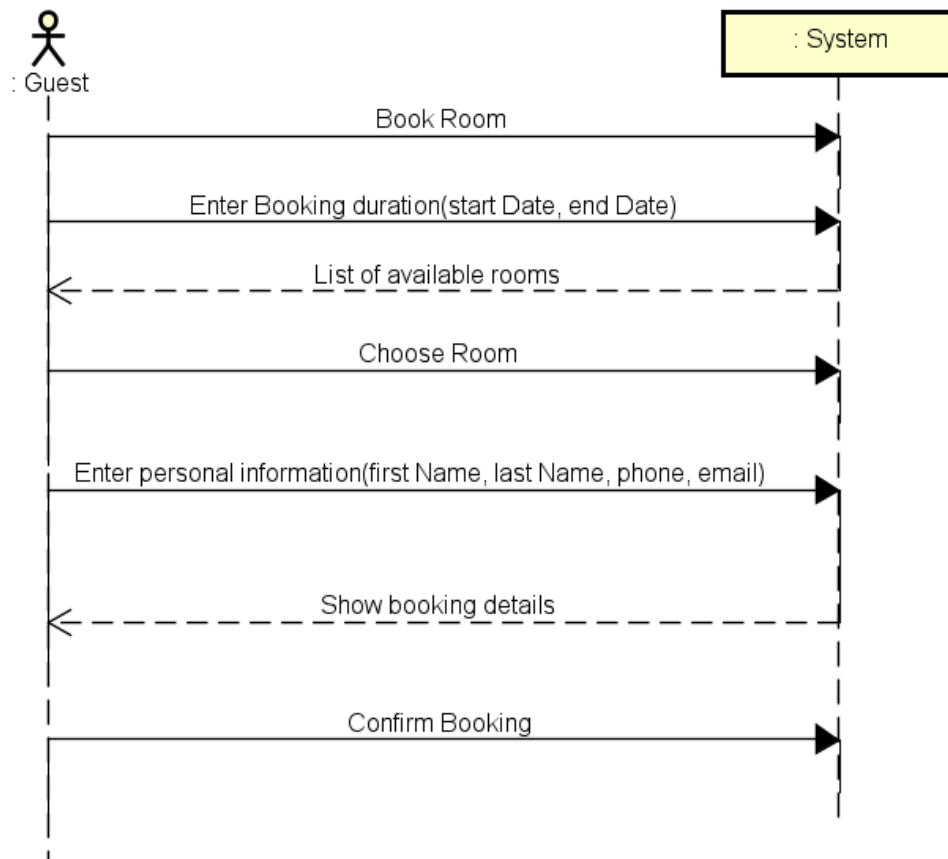 : Guest
: System
Book Room
Enter Booking duration(start Date, end Date)
List of available rooms
Choose Room
Enter personal information(first Name, last Name, phone, email)
Show booking details
Confirm Booking